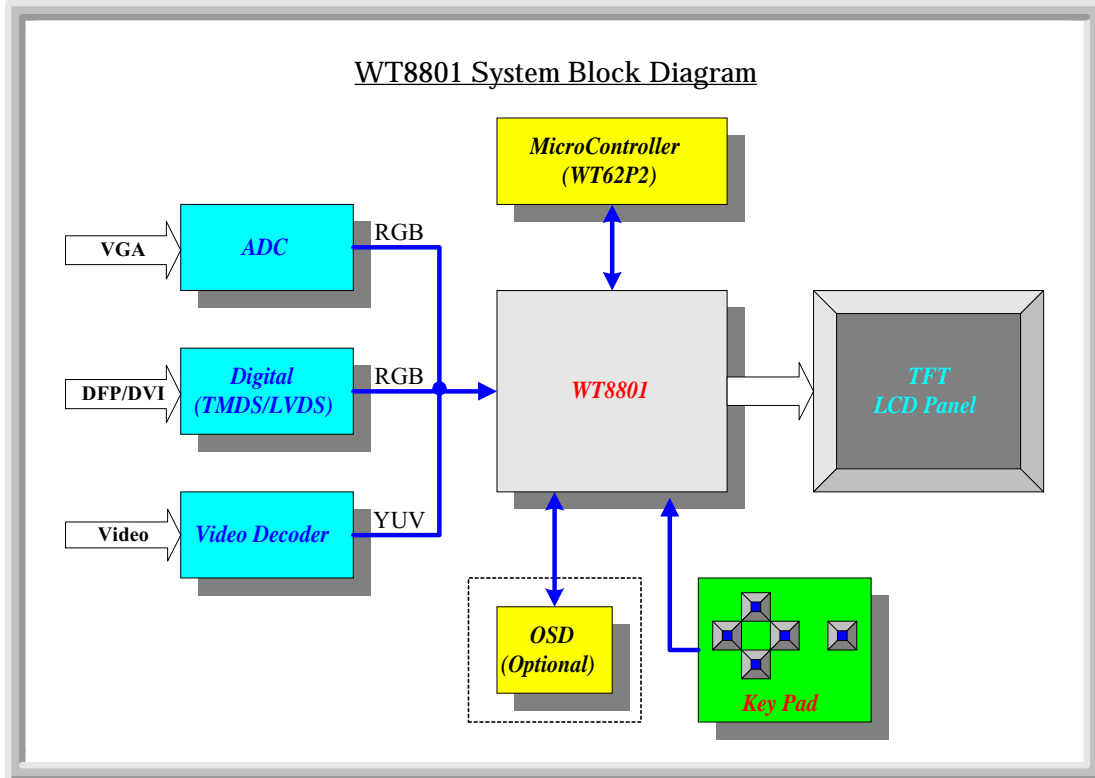 WT8801 System Block Diagram
MicroController
(WT62P2)
VGA
ADC
RGB
DFP/DVI
Digital
(TMDS/LVDS)
RGB
WT8801
TFT
LCD Panel
Video
Video Decoder
YUV
OSD
(Optional)
Key Pad